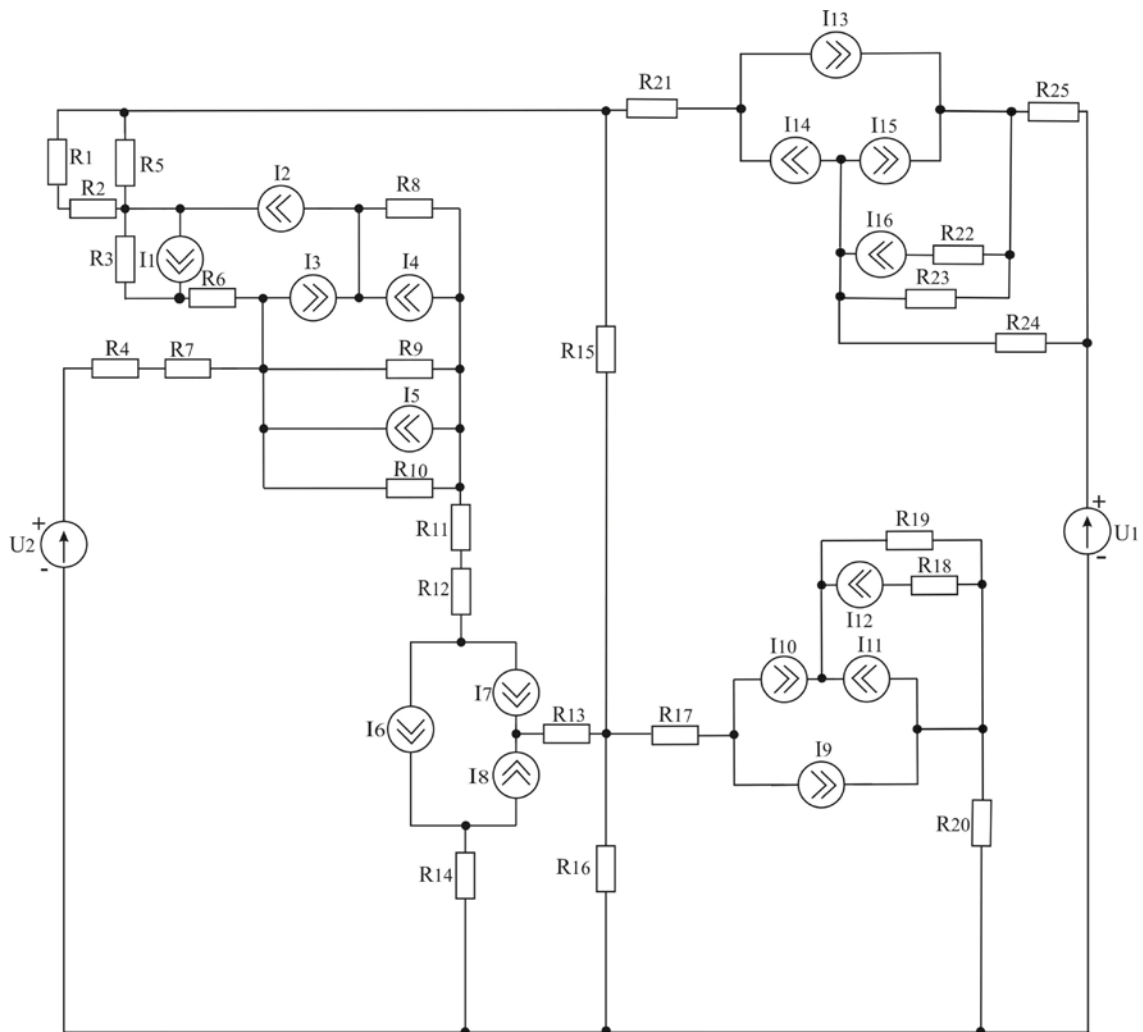 I13
R21
R25
R1
R5
I14
I15
R2
I2
R8
R3
I1
R6
I3
I4
I16
R22
R23
R24
R4
R7
R9
R15
I5
R10
R11
+
U2
-
+
U1
-
R19
R12
R18
I12
I10
I11
I7
I6
R13
R17
I8
I9
R14
R16
R20